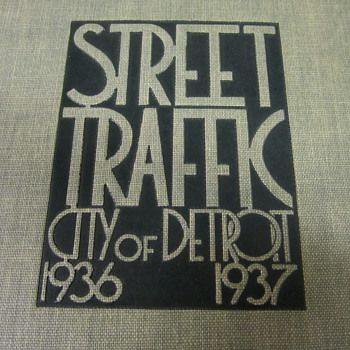 STREET
TRAFFIC
CITY OF DETROIT
1936 1937